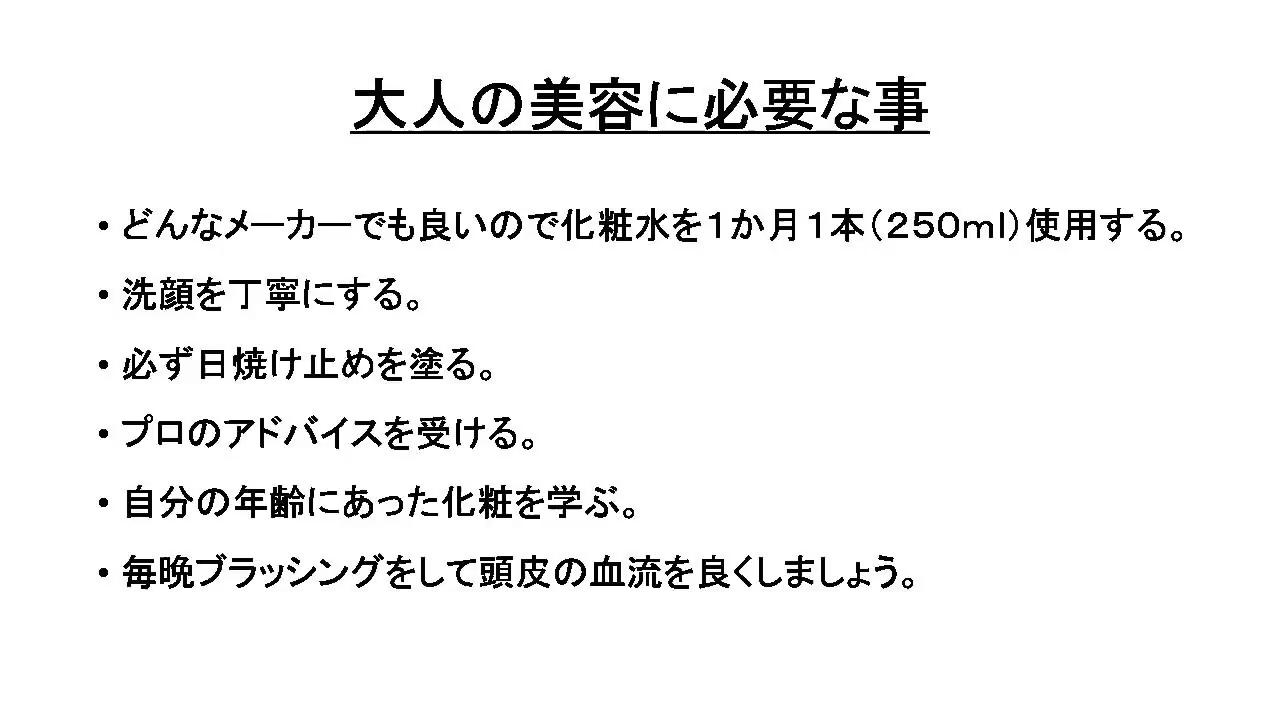 大人の美容に必要な事
・どんなメーカーでも良いので化粧水を１か月１本（２５０ｍｌ）使用する。
・洗顔を丁寧にする。
・必ず日焼け止めを塗る。
・プロのアドバイスを受ける。
・自分の年齢にあった化粧を学ぶ。
・毎晩ブラッシングをして頭皮の血流を良くしましょう。